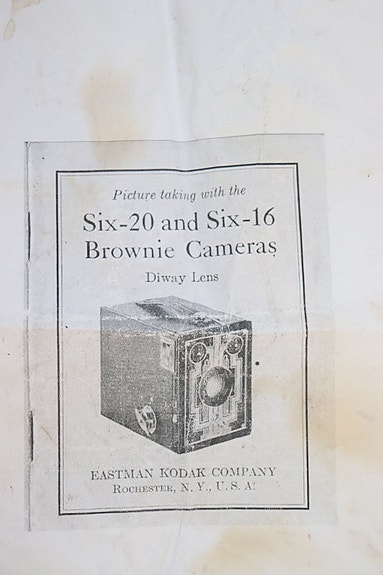 Picture taking with the
Six-20 and Six-16
Brownie Cameras
Diway Lens
EASTMAN KODAK COMPANY
ROCHESTER, N. Y., U. S. A.